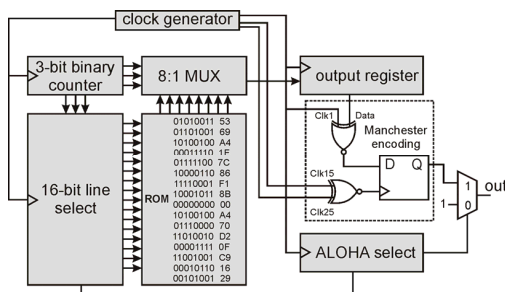 clock generator
3-bit binary
counter
8:1 MUX
output register
Clk1
Data
Manchester
encoding
D Q
16-bit line
select
ROM
01010011 53
01101001 69
10100100 A4
00011110 1E
01111100 7C
10000110 86
11110001 F1
10001011 8B
00000000 00
10100100 A4
01110000 70
11010010 D2
00001111 0F
11001001 C9
00010110 16
00101001 29
Clk15
Clk25
1
0
1
out
ALOHA select